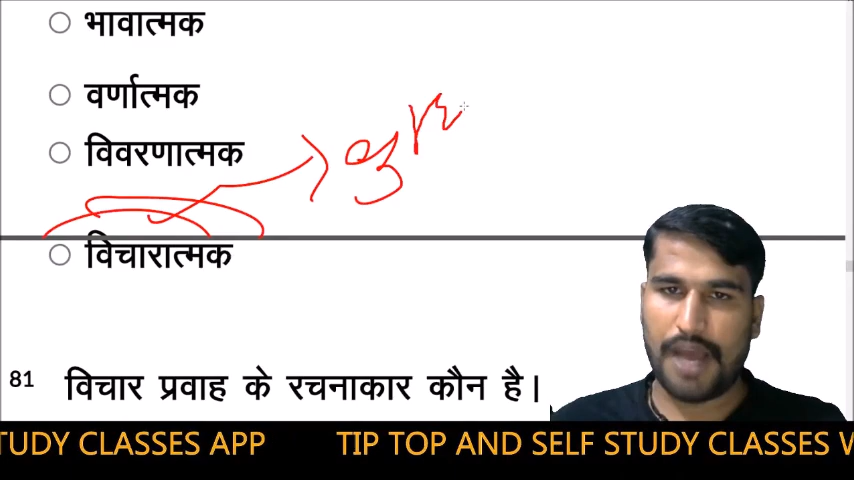 भावात्मक
वर्णात्मक
विवरणात्मक
विचारात्मक
81 विचार प्रवाह के रचनाकार कौन है।
TUDY CLASSES APP TIP TOP AND SELF STUDY CLASSES